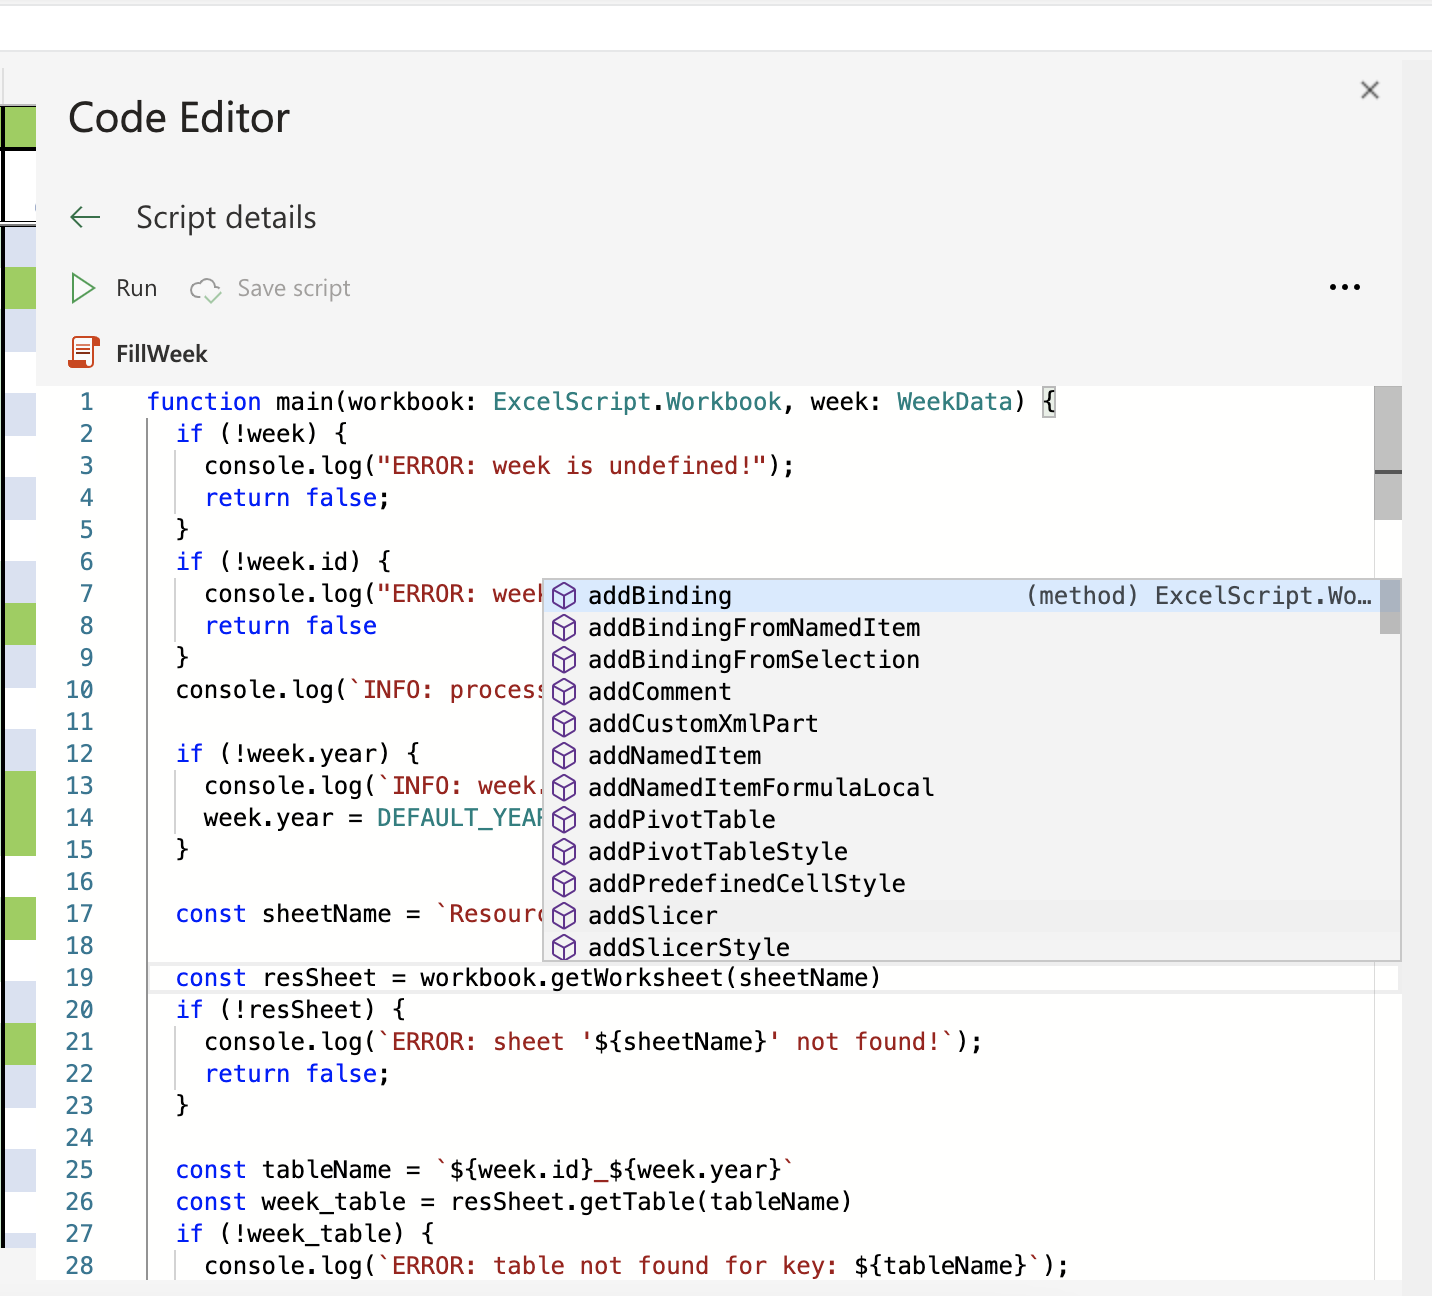 Code Editor
Script details
Run Save script
FillWeek
1 function main(workbook: ExcelScript.Workbook, week: WeekData) {
2 if (!week) {
3 console.log("ERROR: week is undefined!");
4 return false;
5 }
6 if (!week.id) {
7 console.log("ERROR: week
8 return false
9 }
10 console.log(`INFO: process
11
12 if (!week.year) {
13 console.log(`INFO: week.
14 week.year = DEFAULT_YEAR
15 }
16
17 const sheetName = `Resourc
18
addBinding (method) ExcelScript.Wo…
addBindingFromNamedItem
addBindingFromSelection
addComment
addCustomXmlPart
addNamedItem
addNamedItemFormulaLocal
addPivotTable
addPivotTableStyle
addPredefinedCellStyle
addSlicer
addSlicerStyle
19 const resSheet = workbook.getWorksheet(sheetName)
20 if (!resSheet) {
21 console.log(`ERROR: sheet '${sheetName}' not found!`);
22 return false;
23 }
24
25 const tableName = `${week.id}_${week.year}`
26 const week_table = resSheet.getTable(tableName)
27 if (!week_table) {
28 console.log(`ERROR: table not found for key: ${tableName}`);